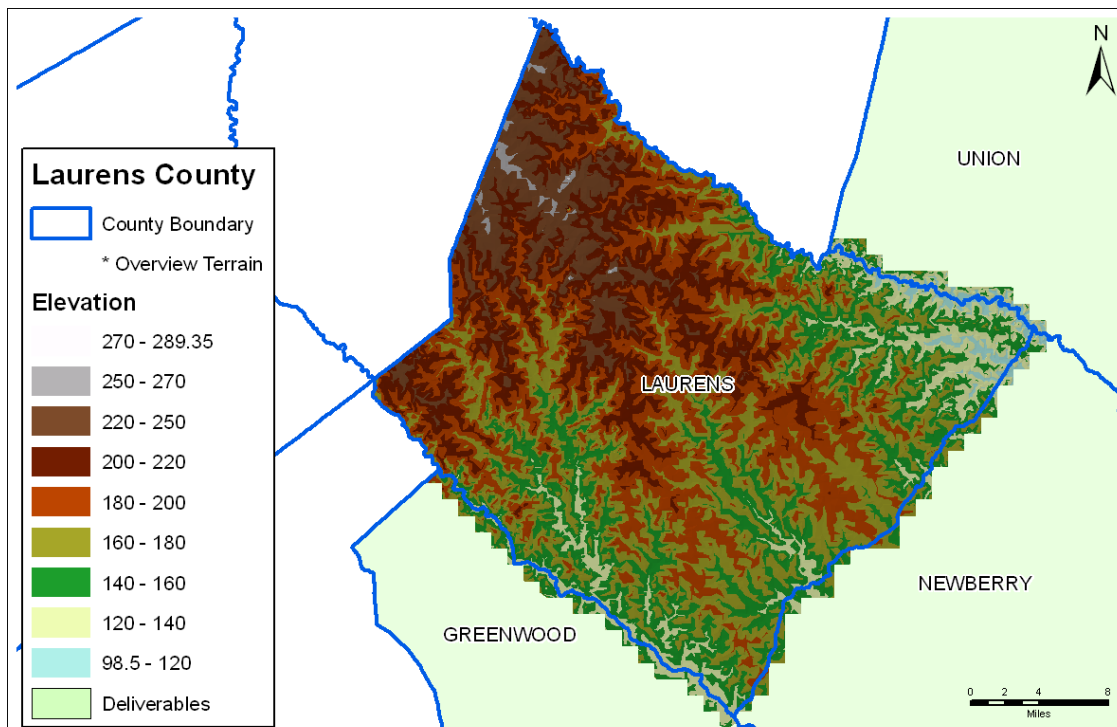 N
UNION
Laurens County
County Boundary
* Overview Terrain
Elevation
270 - 289.35
250 - 270
220 - 250
200 - 220
180 - 200
160 - 180
140 - 160
120 - 140
98.5 - 120
Deliverables
LAURENS
NEWBERRY
GREENWOOD
0 2 4 8
Miles